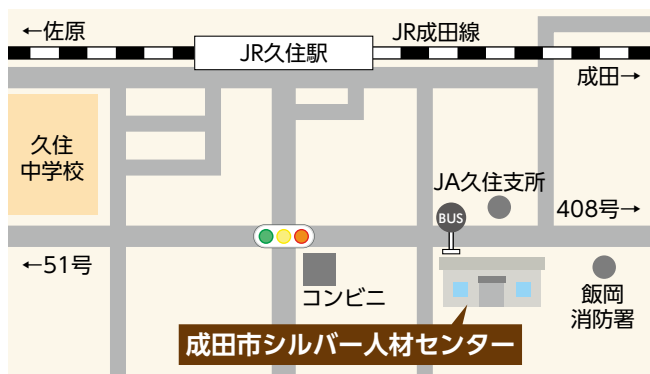 ←佐原
JR久住駅
JR成田線
成田→
久住
中学校
JA久住支所
BUS
408号→
←51号
コンビニ
飯岡
消防署
成田市シルバー人材センター